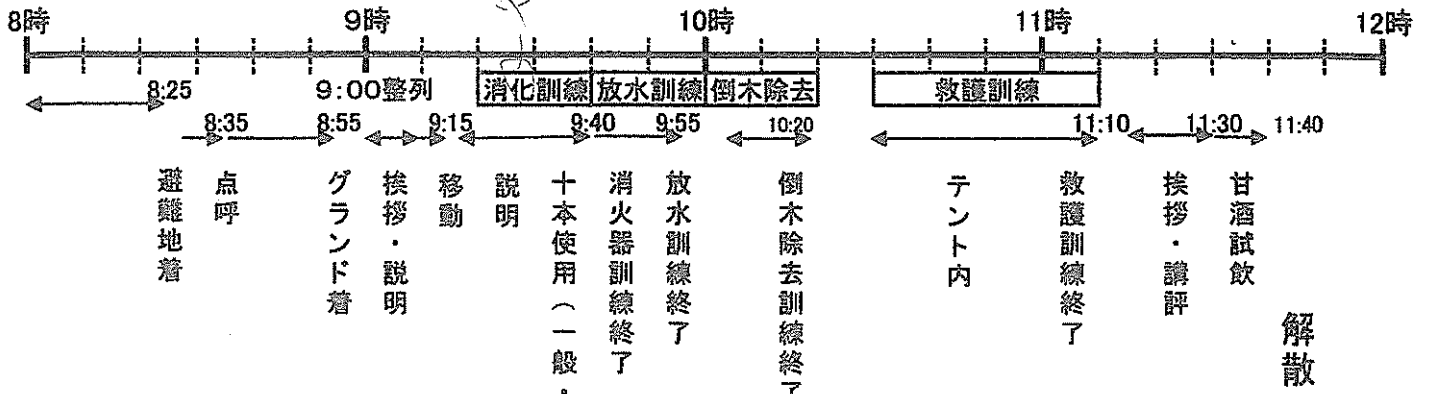 8時
9時
10時
11時
12時
8:25
9:00整列
消化訓練
放水訓練
倒木除去
救護訓練
8:35
8:55
9:15
9:40
9:55
10:20
11:10
11:30
11:40
避難地着
点呼
グランド着
挨拶・説明
移動
説明
十本使用(一般・
消火器訓練終了
放水訓練終了
倒木除去訓練終了
テント内
救護訓練終了
挨拶・講評
甘酒試飲
解散